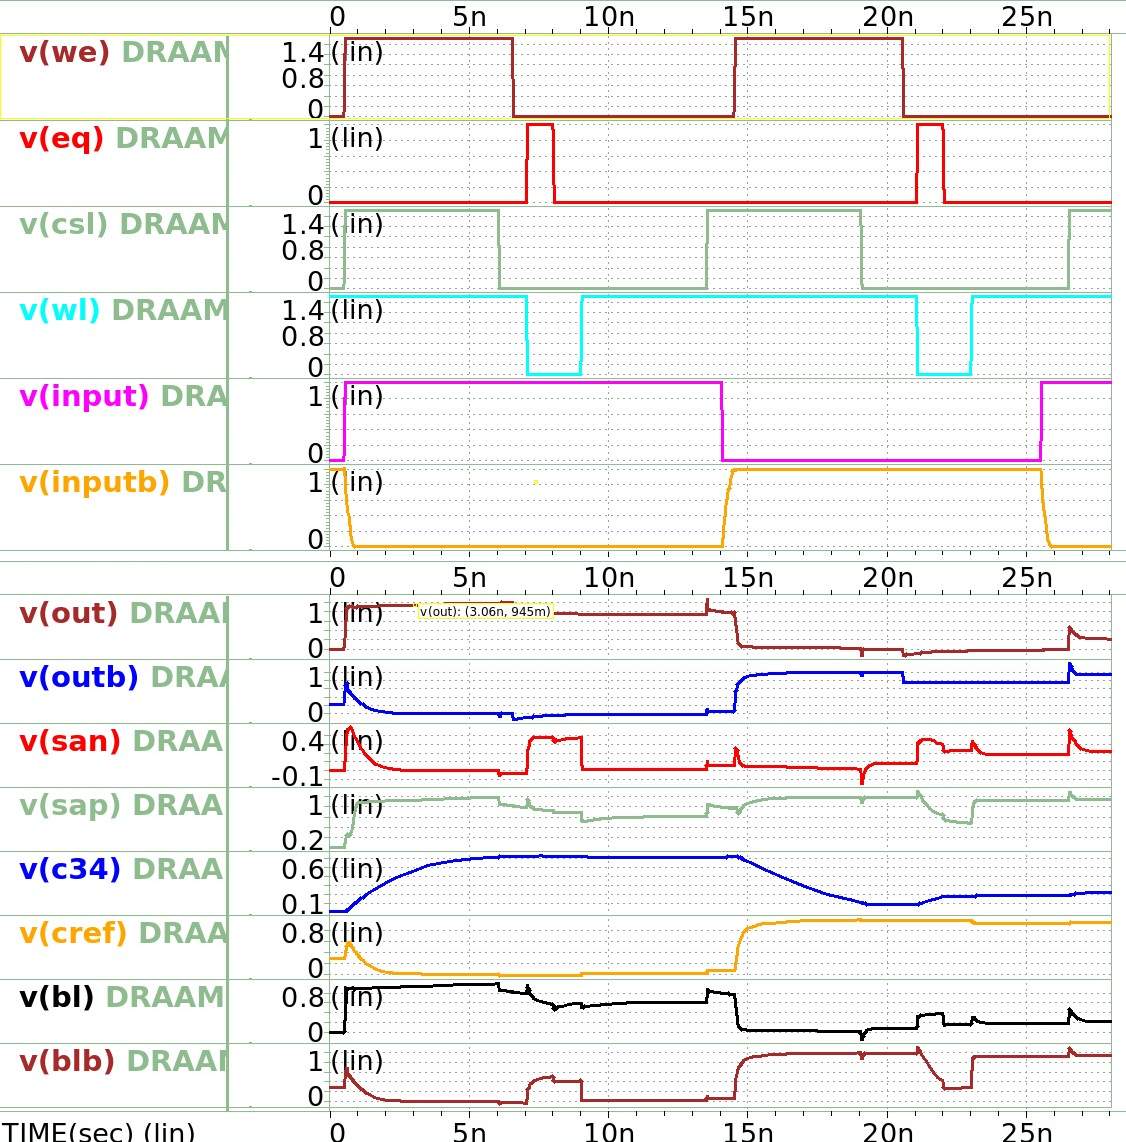 0 5n 10n 15n 20n 25n
v(we) DRAAM 1.4 (lin)
0.8
0
v(eq) DRAAM 1 (lin)
0
v(csl) DRAAM 1.4 (lin)
0.8
0
v(wl) DRAAM 1.4 (lin)
0.8
0
v(input) DRA 1 (lin)
0
v(inputb) DR 1 (lin)
0
0 5n 10n 15n 20n 25n
v(out) DRAAM 1 (lin) v(out): (3.06n, 945m)
0
v(outb) DRAA 1 (lin)
0
v(san) DRAA 0.4 (lin)
-0.1
v(sap) DRAA 1 (lin)
0.2
v(c34) DRAA 0.6 (lin)
0.1
v(cref) DRAA 0.8 (lin)
0
v(bl) DRAAM 0.8 (lin)
0
v(blb) DRAAM 1 (lin)
0
TIME(sec) (lin) 0 5n 10n 15n 20n 25n